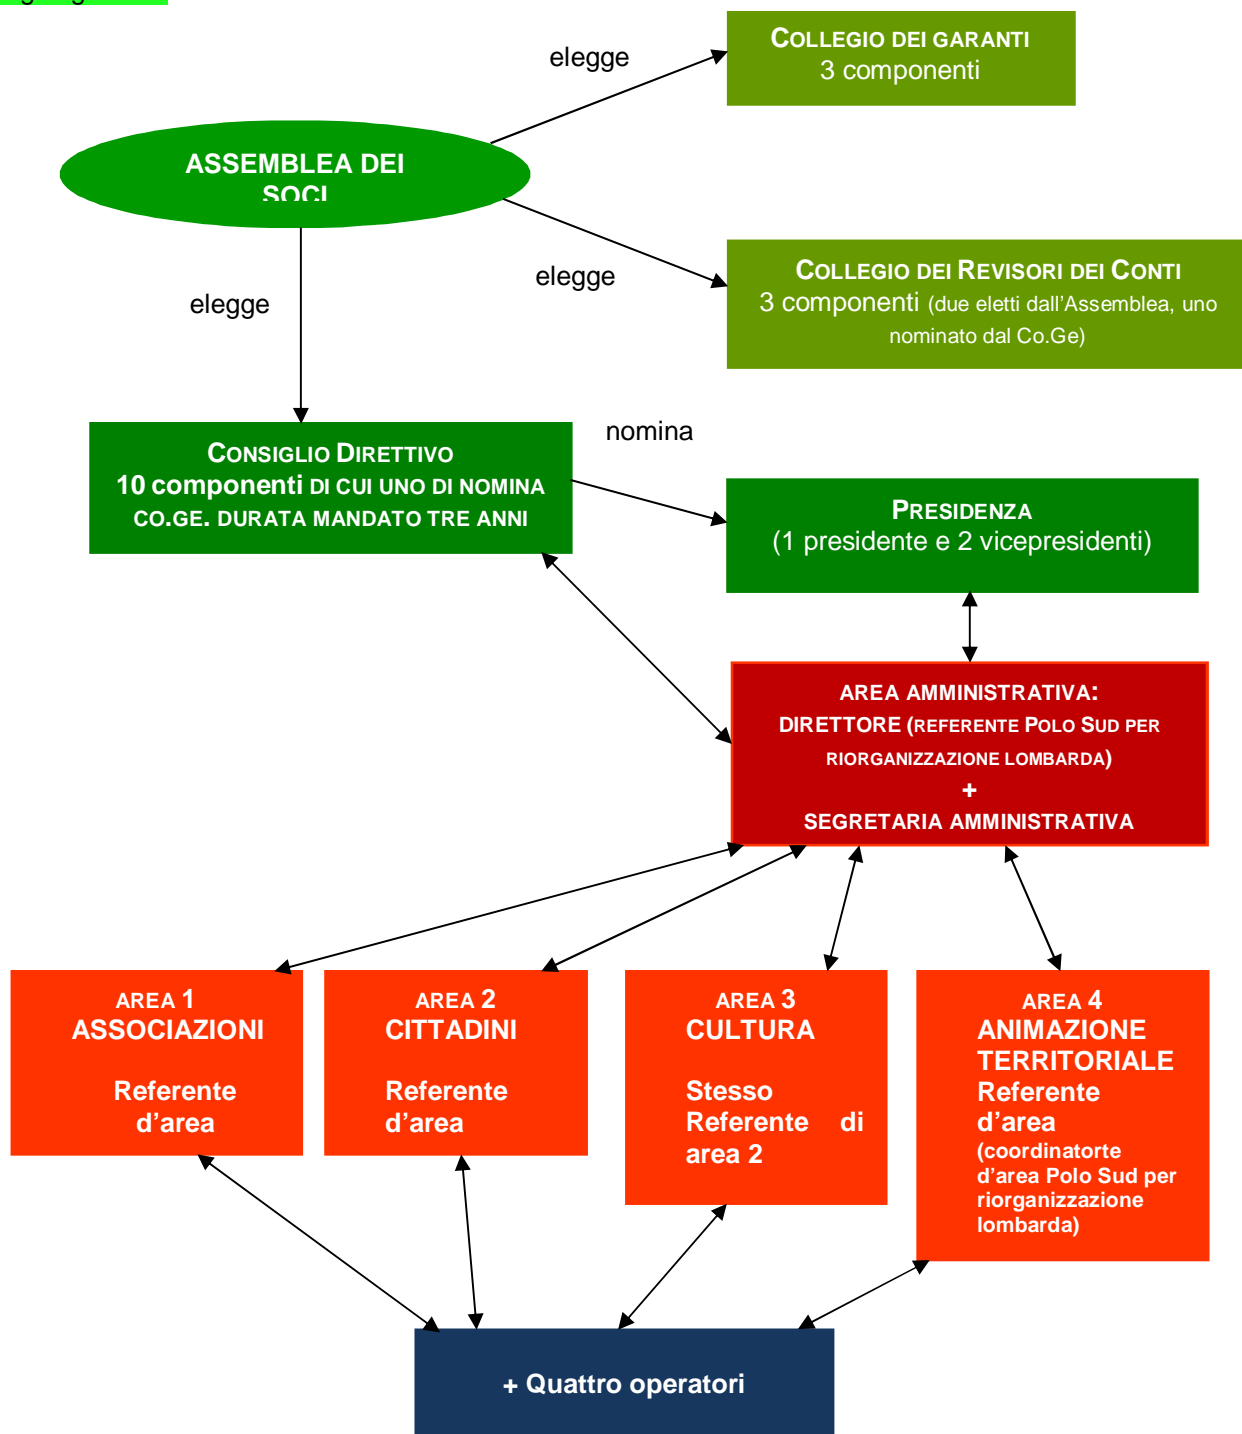 elegge
COLLEGIO DEI GARANTI
3 componenti
ASSEMBLEA DEI
SOCI
elegge
COLLEGIO DEI REVISORI DEI CONTI
3 componenti (due eletti dall'Assemblea, uno
nominato dal Co.Ge)
elegge
CONSIGLIO DIRETTIVO
10 componenti DI CUI UNO DI NOMINA
CO.GE. DURATA MANDATO TRE ANNI
nomina
PRESIDENZA
(1 presidente e 2 vicepresidenti)
AREA AMMINISTRATIVA:
DIRETTORE (REFERENTE POLO SUD PER
RIORGANIZZAZIONE LOMBARDA)
+
SEGRETARIA AMMINISTRATIVA
AREA 1
ASSOCIAZIONI
Referente
d'area
AREA 2
CITTADINI
Referente
d'area
AREA 3
CULTURA
Stesso
Referente di
area 2
AREA 4
ANIMAZIONE
TERRITORIALE
Referente
d'area
(coordinatorte
d'area Polo Sud per
riorganizzazione
lombarda)
+ Quattro operatori